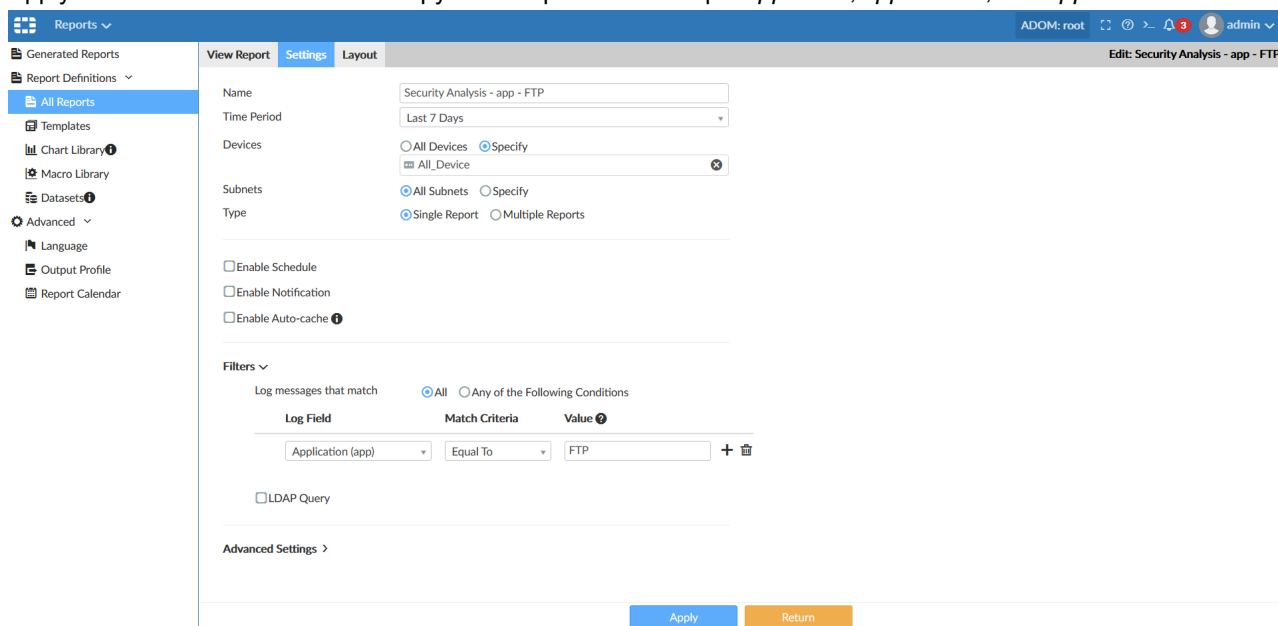 Reports
ADOM: root
3
admin
Generated Reports
View Report Settings Layout
Edit: Security Analysis - app - FTP
Report Definitions
All Reports
Templates
Chart Library
Macro Library
Datasets
Advanced
Language
Output Profile
Report Calendar
Name Security Analysis - app - FTP
Time Period Last 7 Days
Devices All Devices Specify
All_Device
Subnets All Subnets Specify
Type Single Report Multiple Reports
Enable Schedule
Enable Notification
Enable Auto-cache
Filters
Log messages that match All Any of the Following Conditions
Log Field Match Criteria Value
Application (app) Equal To FTP
LDAP Query
Advanced Settings >
Apply Return